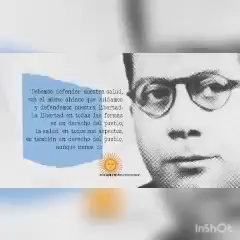 Debemos defender nuestra salud,
con el mismo ahínco que cuidamos
y defendemos nuestra libertad.
La libertad en todas las formas
es un derecho del pueblo;
la salud, en todos sus aspectos,
es también un derecho del pueblo,
aunque
InShOt